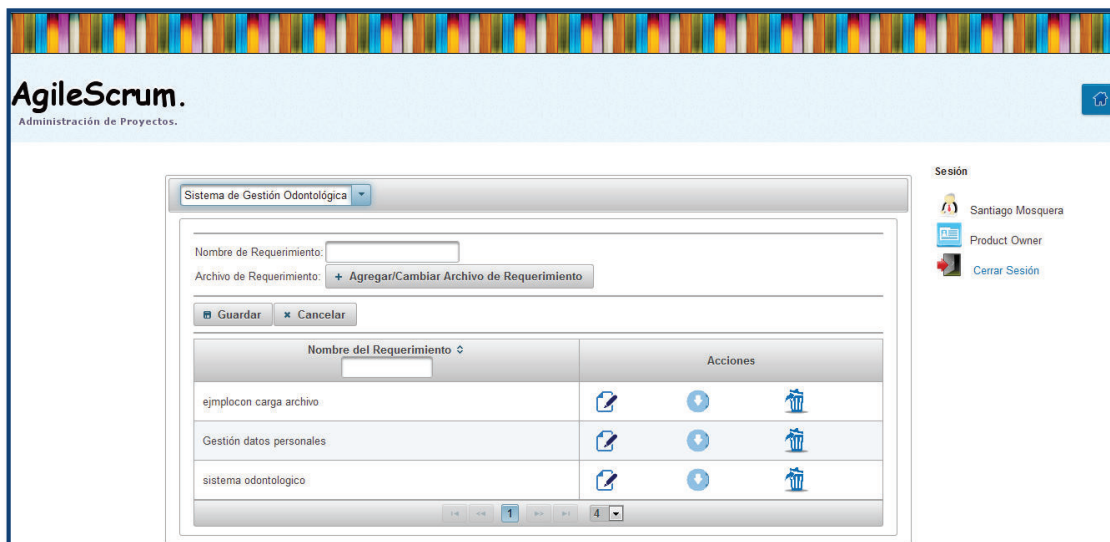 AgileScrum.
Administración de Proyectos.
Sesión
Santiago Mosquera
Product Owner
Cerrar Sesión
Sistema de Gestión Odontológica
Nombre de Requerimiento:
Archivo de Requerimiento: + Agregar/Cambiar Archivo de Requerimiento
Guardar Cancelar
Nombre del Requerimiento Acciones
ejmplocon carga archivo
Gestión datos personales
sistema odontologico
1 4